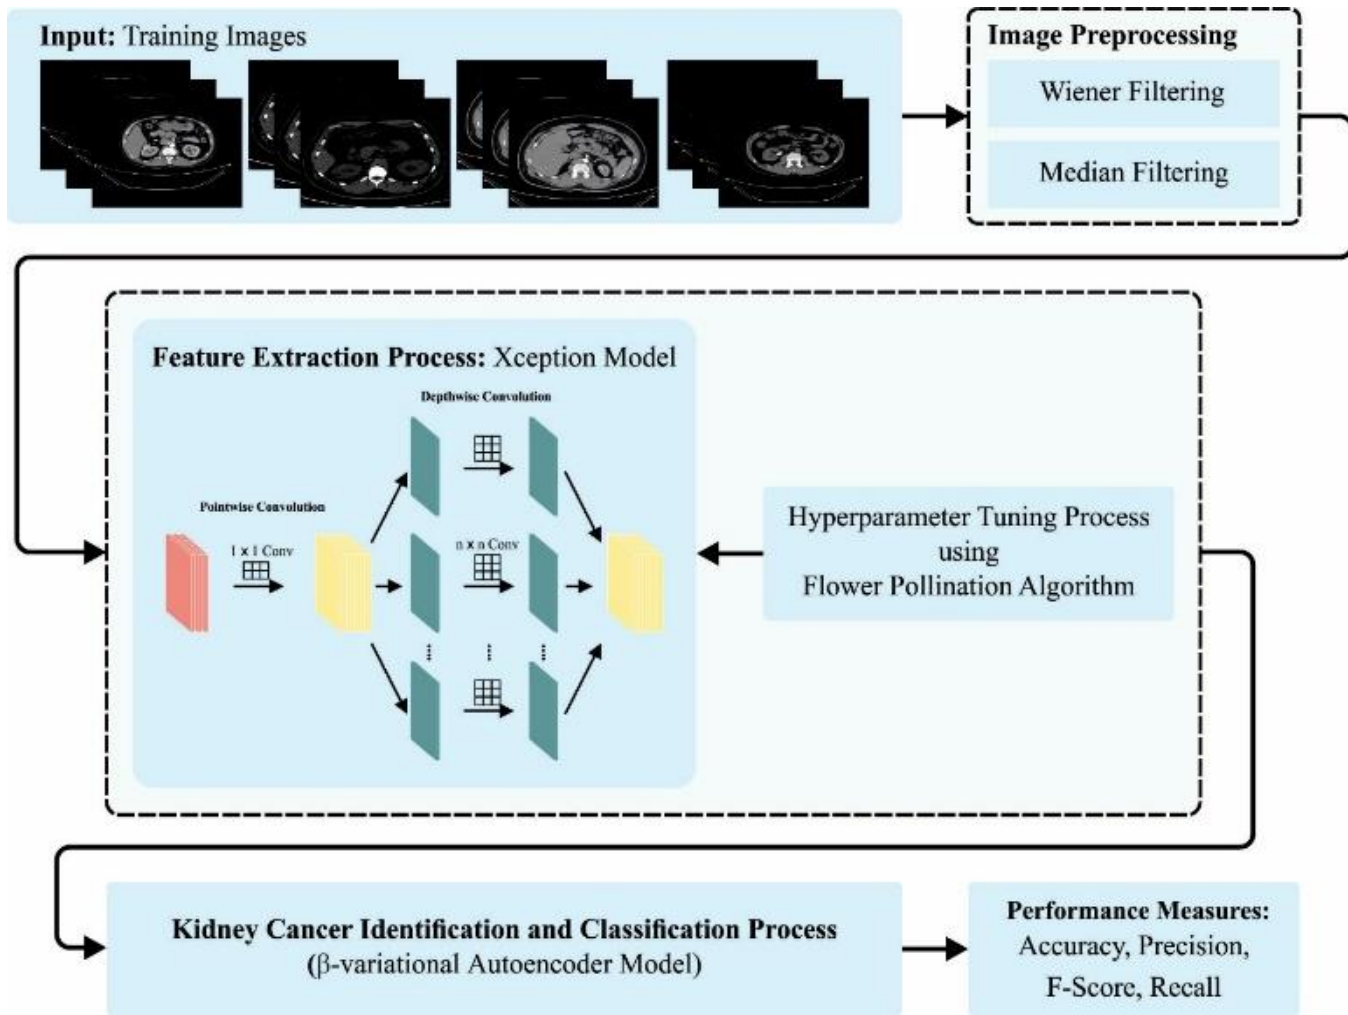 Input: Training Images
Image Preprocessing
Wiener Filtering
Median Filtering
Feature Extraction Process: Xception Model
Depthwise Convolution
Pointwise Convolution
1 × 1 Conv
n × n Conv
Hyperparameter Tuning Process
using
Flower Pollination Algorithm
Kidney Cancer Identification and Classification Process
(β-variational Autoencoder Model)
Performance Measures:
Accuracy, Precision,
F-Score, Recall